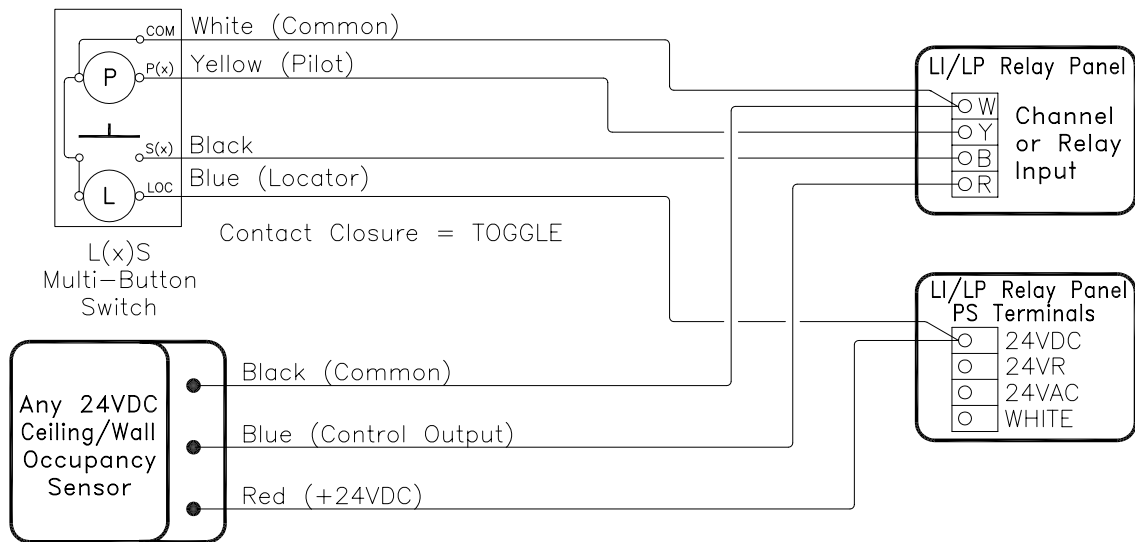 COM
White (Common)
P
P(x)
Yellow (Pilot)
S(x)
Black
L
LOC
Blue (Locator)
Contact Closure = TOGGLE
L(x)S
Multi-Button
Switch
LI/LP Relay Panel
W
Y
B
R
Channel
or Relay
Input
LI/LP Relay Panel
PS Terminals
24VDC
24VR
24VAC
WHITE
Any 24VDC
Ceiling/Wall
Occupancy
Sensor
Black (Common)
Blue (Control Output)
Red (+24VDC)